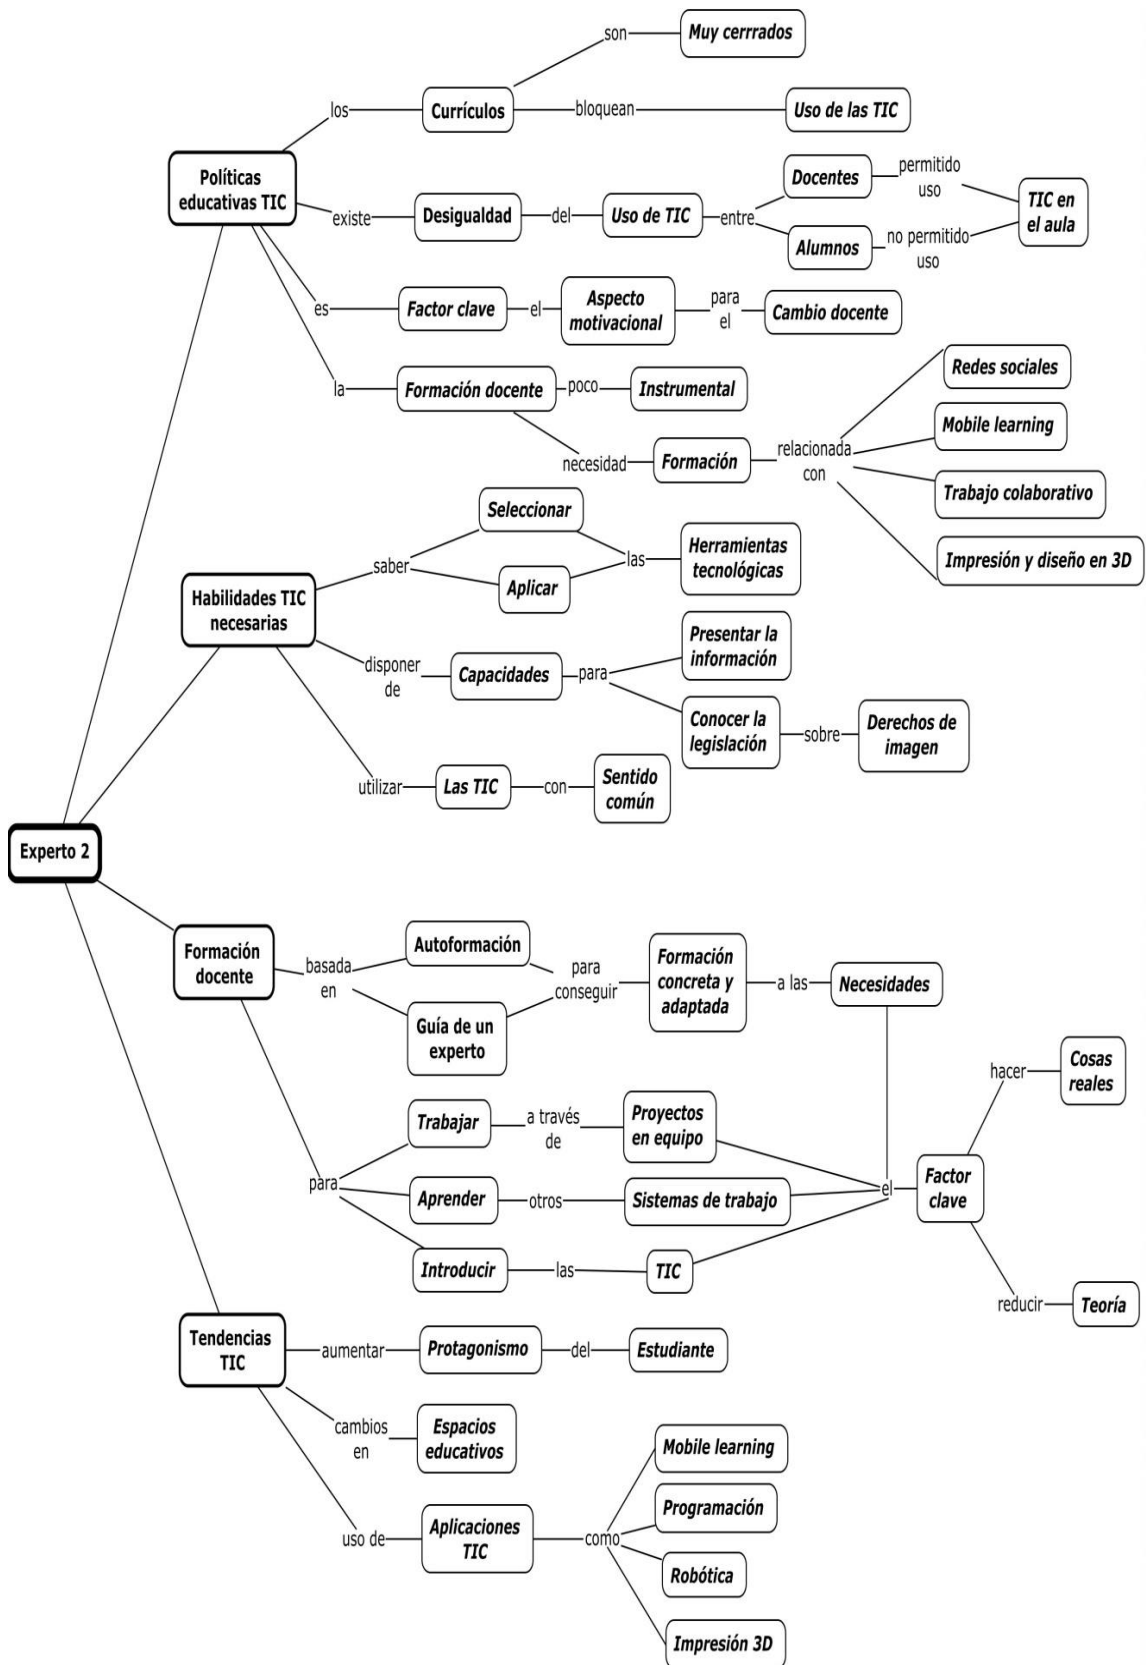 son
Muy cerrrados
los
Currículos
bloquean
Uso de las TIC
Políticas
educativas TIC
existe
Desigualdad
del
Uso de TIC
entre
Docentes
permitido
uso
Alumnos
no permitido
uso
TIC en
el aula
es
Factor clave
el
Aspecto
motivacional
para
el
Cambio docente
la
Formación docente
poco
Instrumental
necesidad
Formación
relacionada
con
Redes sociales
Mobile learning
Trabajo colaborativo
Impresión y diseño en 3D
Habilidades TIC
necesarias
saber
Seleccionar
Aplicar
las
Herramientas
tecnológicas
disponer
de
Capacidades
para
Presentar la
información
Conocer la
legislación
sobre
Derechos de
imagen
utilizar
Las TIC
con
Sentido
común
Experto 2
Formación
docente
basada
en
Autoformación
Guía de un
experto
para
conseguir
Formación
concreta y
adaptada
a las
Necesidades
para
Trabajar
a través
de
Proyectos
en equipo
Aprender
otros
Sistemas de trabajo
Introducir
las
TIC
el
Factor
clave
hacer
Cosas
reales
reducir
Teoría
Tendencias
TIC
aumentar
Protagonismo
del
Estudiante
cambios
en
Espacios
educativos
uso de
Aplicaciones
TIC
como
Mobile learning
Programación
Robótica
Impresión 3D